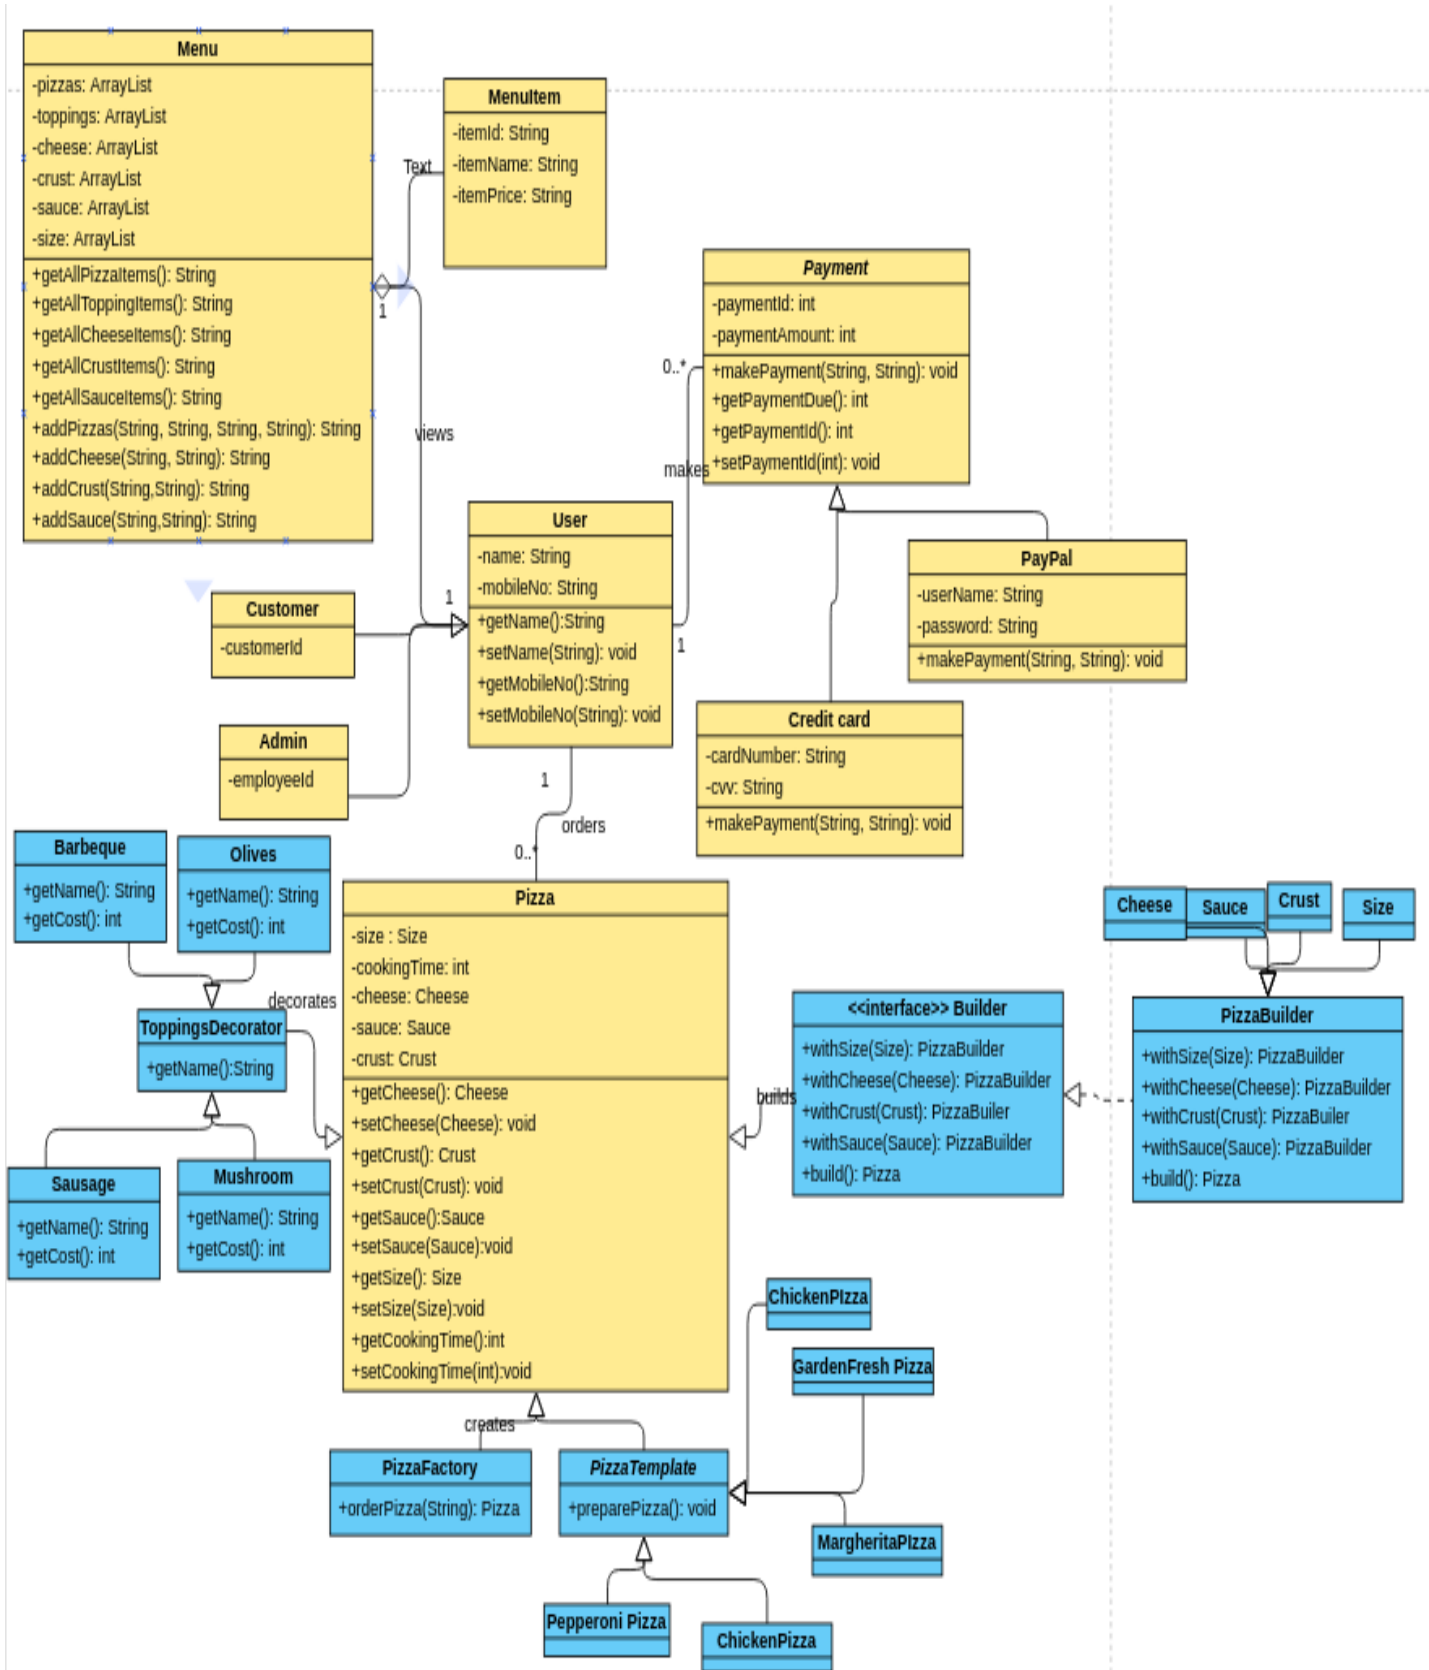 Menu
-pizzas: ArrayList
-toppings: ArrayList
-cheese: ArrayList
-crust: ArrayList
-sauce: ArrayList
-size: ArrayList
+getAllPizzaItems(): String
+getAllToppingItems(): String
+getAllCheeseItems(): String
+getAllCrustItems(): String
+getAllSauceItems(): String
+addPizzas(String, String, String, String): String
+addCheese(String, String): String
+addCrust(String,String): String
+addSauce(String,String): String
MenuItem
-itemId: String
-itemName: String
-itemPrice: String
Text
1
views
1
Payment
-paymentId: int
-paymentAmount: int
+makePayment(String, String): void
+getPaymentDue(): int
+getPaymentId(): int
+setPaymentId(int): void
0..*
makes
1
User
-name: String
-mobileNo: String
+getName():String
+setName(String): void
+getMobileNo():String
+setMobileNo(String): void
PayPal
-userName: String
-password: String
+makePayment(String, String): void
Customer
-customerId
Admin
-employeeId
Credit card
-cardNumber: String
-cvv: String
+makePayment(String, String): void
1
orders
0..*
Barbeque
+getName(): String
+getCost(): int
Olives
+getName(): String
+getCost(): int
ToppingsDecorator
+getName():String
decorates
Sausage
+getName(): String
+getCost(): int
Mushroom
+getName(): String
+getCost(): int
Pizza
-size : Size
-cookingTime: int
-cheese: Cheese
-sauce: Sauce
-crust: Crust
+getCheese(): Cheese
+setCheese(Cheese): void
+getCrust(): Crust
+setCrust(Crust): void
+getSauce():Sauce
+setSauce(Sauce):void
+getSize(): Size
+setSize(Size):void
+getCookingTime():int
+setCookingTime(int):void
builds
<<interface>> Builder
+withSize(Size): PizzaBuilder
+withCheese(Cheese): PizzaBuilder
+withCrust(Crust): PizzaBuiler
+withSauce(Sauce): PizzaBuilder
+build(): Pizza
Cheese
Sauce
Crust
Size
PizzaBuilder
+withSize(Size): PizzaBuilder
+withCheese(Cheese): PizzaBuilder
+withCrust(Crust): PizzaBuiler
+withSauce(Sauce): PizzaBuilder
+build(): Pizza
creates
PizzaFactory
+orderPizza(String): Pizza
PizzaTemplate
+preparePizza(): void
ChickenPIzza
GardenFresh Pizza
MargheritaPIzza
Pepperoni Pizza
ChickenPizza